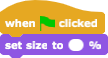 when clicked
set size to %